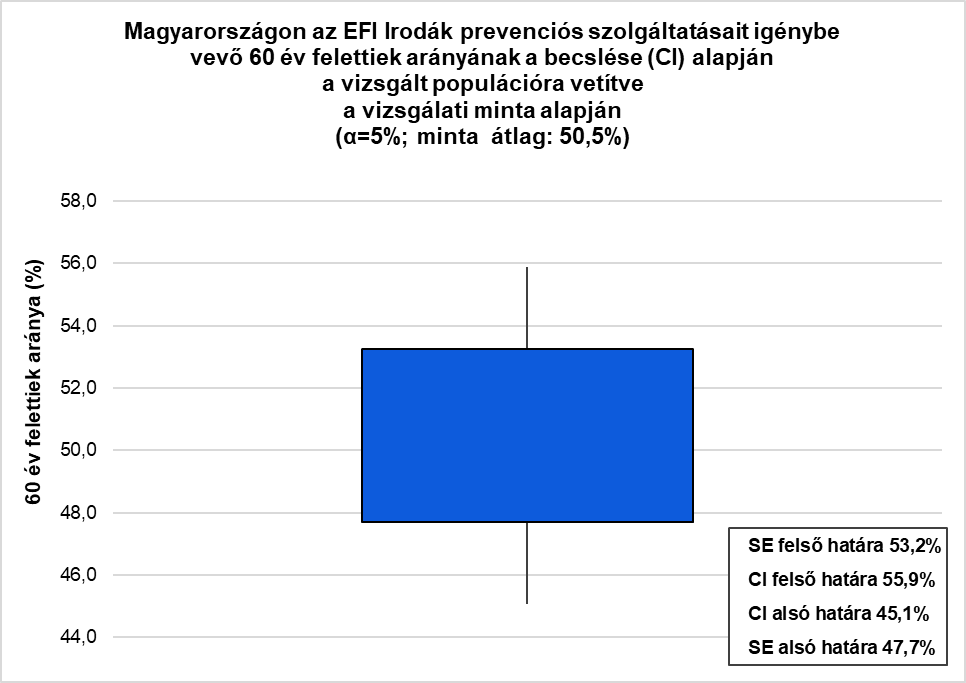 Magyarországon az EFI Irodák prevenciós szolgáltatásait igénybe
vevő 60 év felettiek arányának a becslése (CI) alapján
a vizsgált populációra vetítve
a vizsgálati minta alapján
(α=5%; minta átlag: 50,5%)
60 év felettiek aránya (%)
58,0
56,0
54,0
52,0
50,0
48,0
46,0
44,0
SE felső határa 53,2%
CI felső határa 55,9%
CI alsó határa 45,1%
SE alsó határa 47,7%